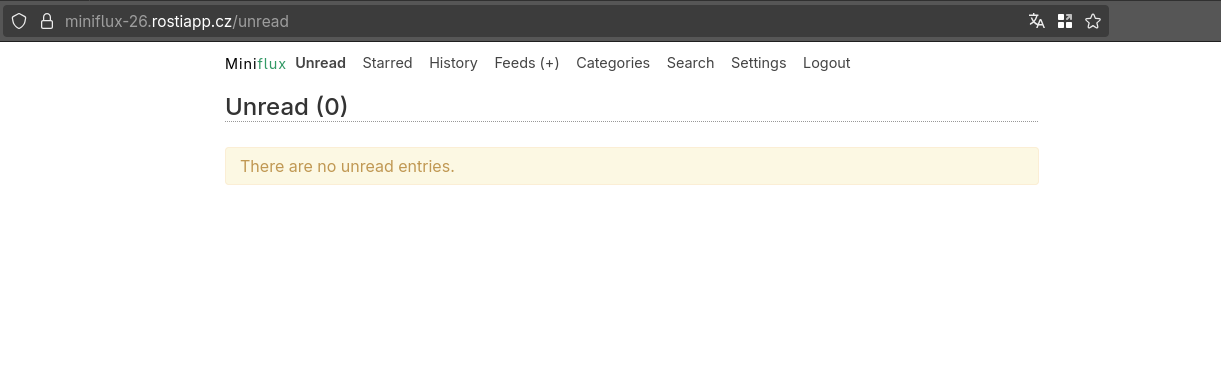 miniflux-26.rostiapp.cz/unread
Miniflux Unread Starred History Feeds (+) Categories Search Settings Logout
Unread (0)
There are no unread entries.